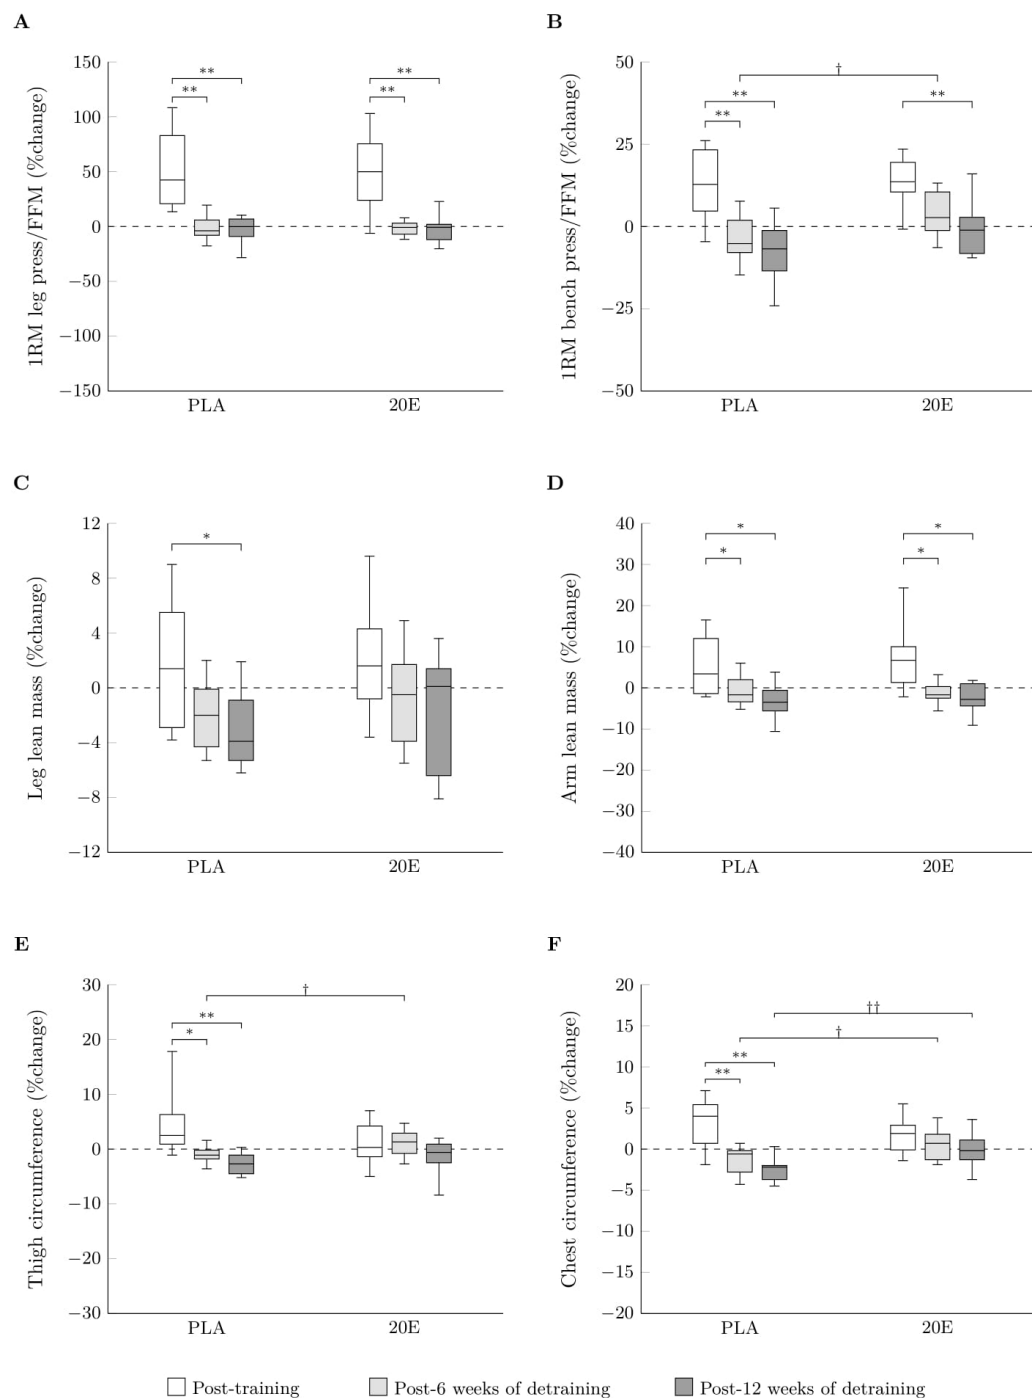 A
1RM leg press/FFM (%change)
150
100
50
0
−50
−100
−150
** ** ** **
PLA 20E
B
1RM bench press/FFM (%change)
50
25
0
−25
−50
† ** ** **
PLA 20E
C
Leg lean mass (%change)
12
8
4
0
−4
−8
−12
*
PLA 20E
D
Arm lean mass (%change)
40
30
20
10
0
−10
−20
−30
−40
* * * *
PLA 20E
E
Thigh circumference (%change)
30
20
10
0
−10
−20
−30
† ** *
PLA 20E
F
Chest circumference (%change)
20
15
10
5
0
−5
−10
−15
−20
†† † ** **
PLA 20E
Post-training Post-6 weeks of detraining Post-12 weeks of detraining